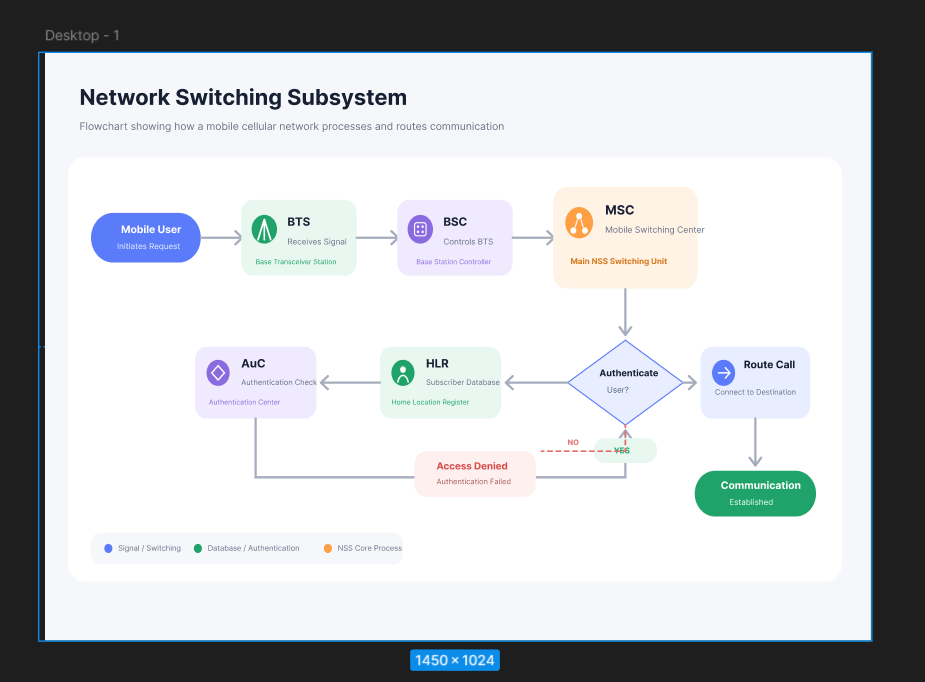 Desktop - 1
Network Switching Subsystem
Flowchart showing how a mobile cellular network processes and routes communication
Mobile User
Initiates Request
BTS
Receives Signal
Base Transceiver Station
BSC
Controls BTS
Base Station Controller
MSC
Mobile Switching Center
Main NSS Switching Unit
AuC
Authentication Check
Authentication Center
HLR
Subscriber Database
Home Location Register
Authenticate
User?
Route Call
Connect to Destination
NO
YES
Access Denied
Authentication Failed
Communication
Established
Signal / Switching
Database / Authentication
NSS Core Process
1450 × 1024